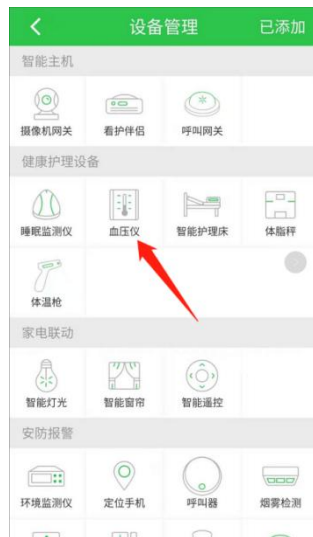 设备管理 已添加
智能主机
摄像机网关 看护伴侣 呼叫网关
健康护理设备
睡眠监测仪 血压仪 智能护理床 体脂秤
体温枪
家电联动
智能灯光 智能窗帘 智能遥控
安防报警
环境监测仪 定位手机 呼叫器 烟雾检测